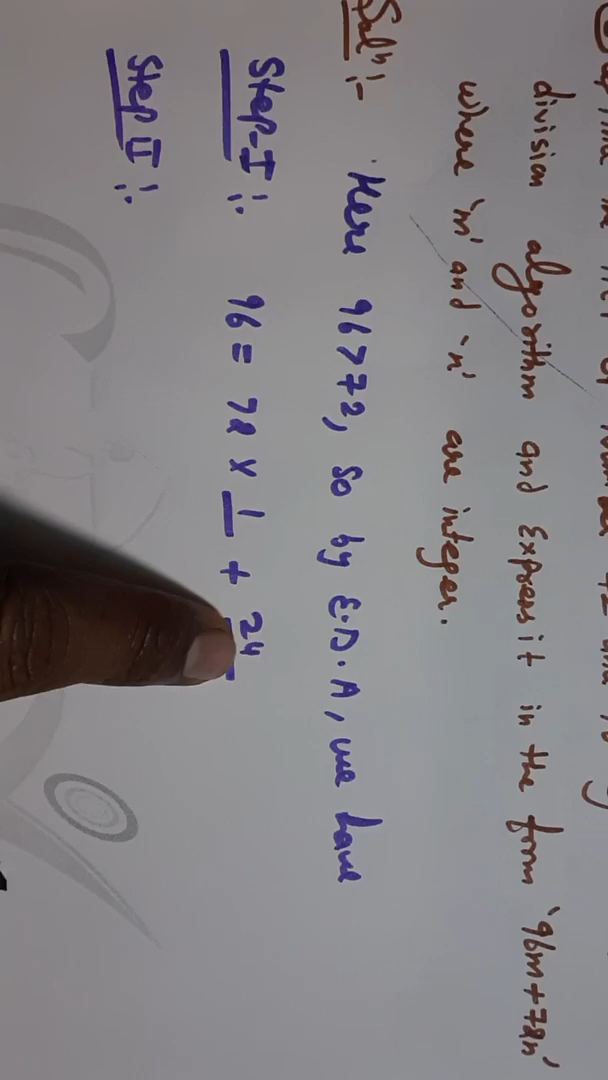 division algorithm and Express it in the form '96m+72n'
where 'm' and 'n' are integer.
Solⁿ:- Here 96>72, so by E.D.A, we have
Step-I:- 96 = 72 × 1 + 24
Step II:-